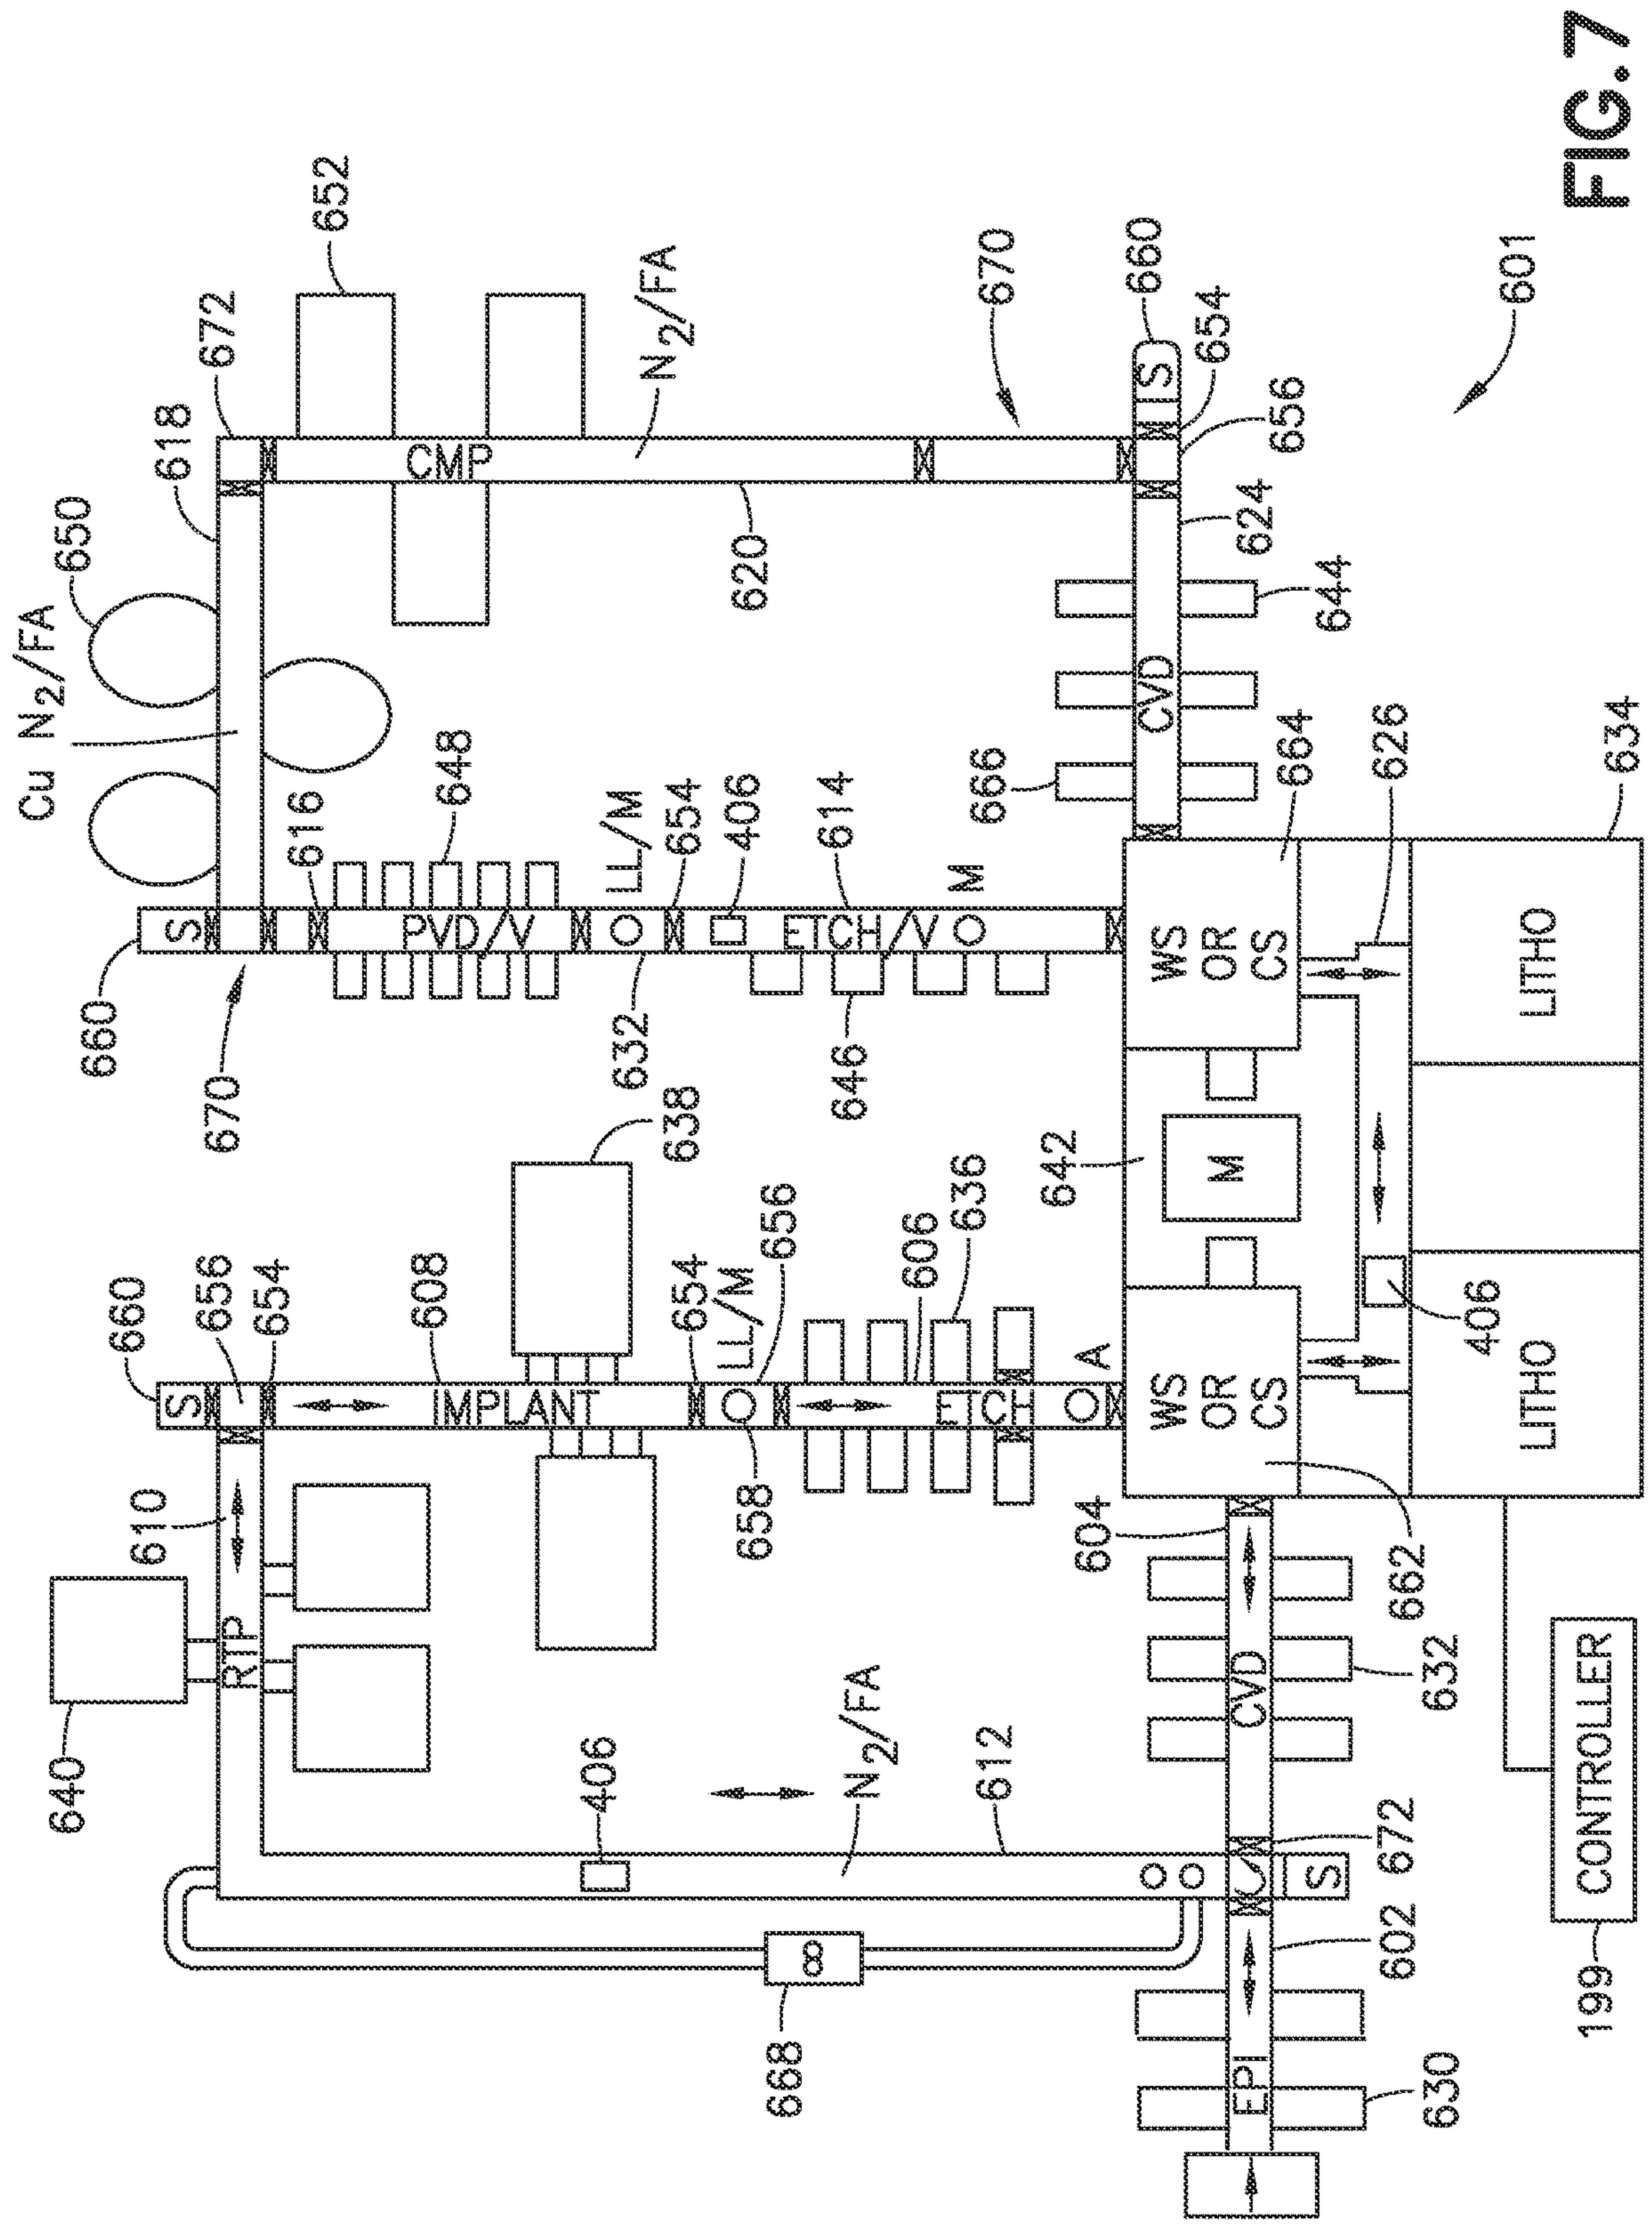 FIG.7
601
Cu N2/FA
650
618
672
652
N2/FA
CMP
620
670
660
S
I
654
656
624
644
CVD
666
664
626
634
660
S
670
616
648
PVD/V
LL/M
654
406
614
632
646
ETCH/V
M
WS
OR
CS
LITHO
642
M
660
S
656
654
608
IMPLANT
638
654
LL/M
656
658
606
636
ETCH
A
WS
OR
CS
LITHO
406
662
604
CVD
632
640
RTP
610
406
N2/FA
612
672
S
602
668
8
EPI
630
CONTROLLER
199